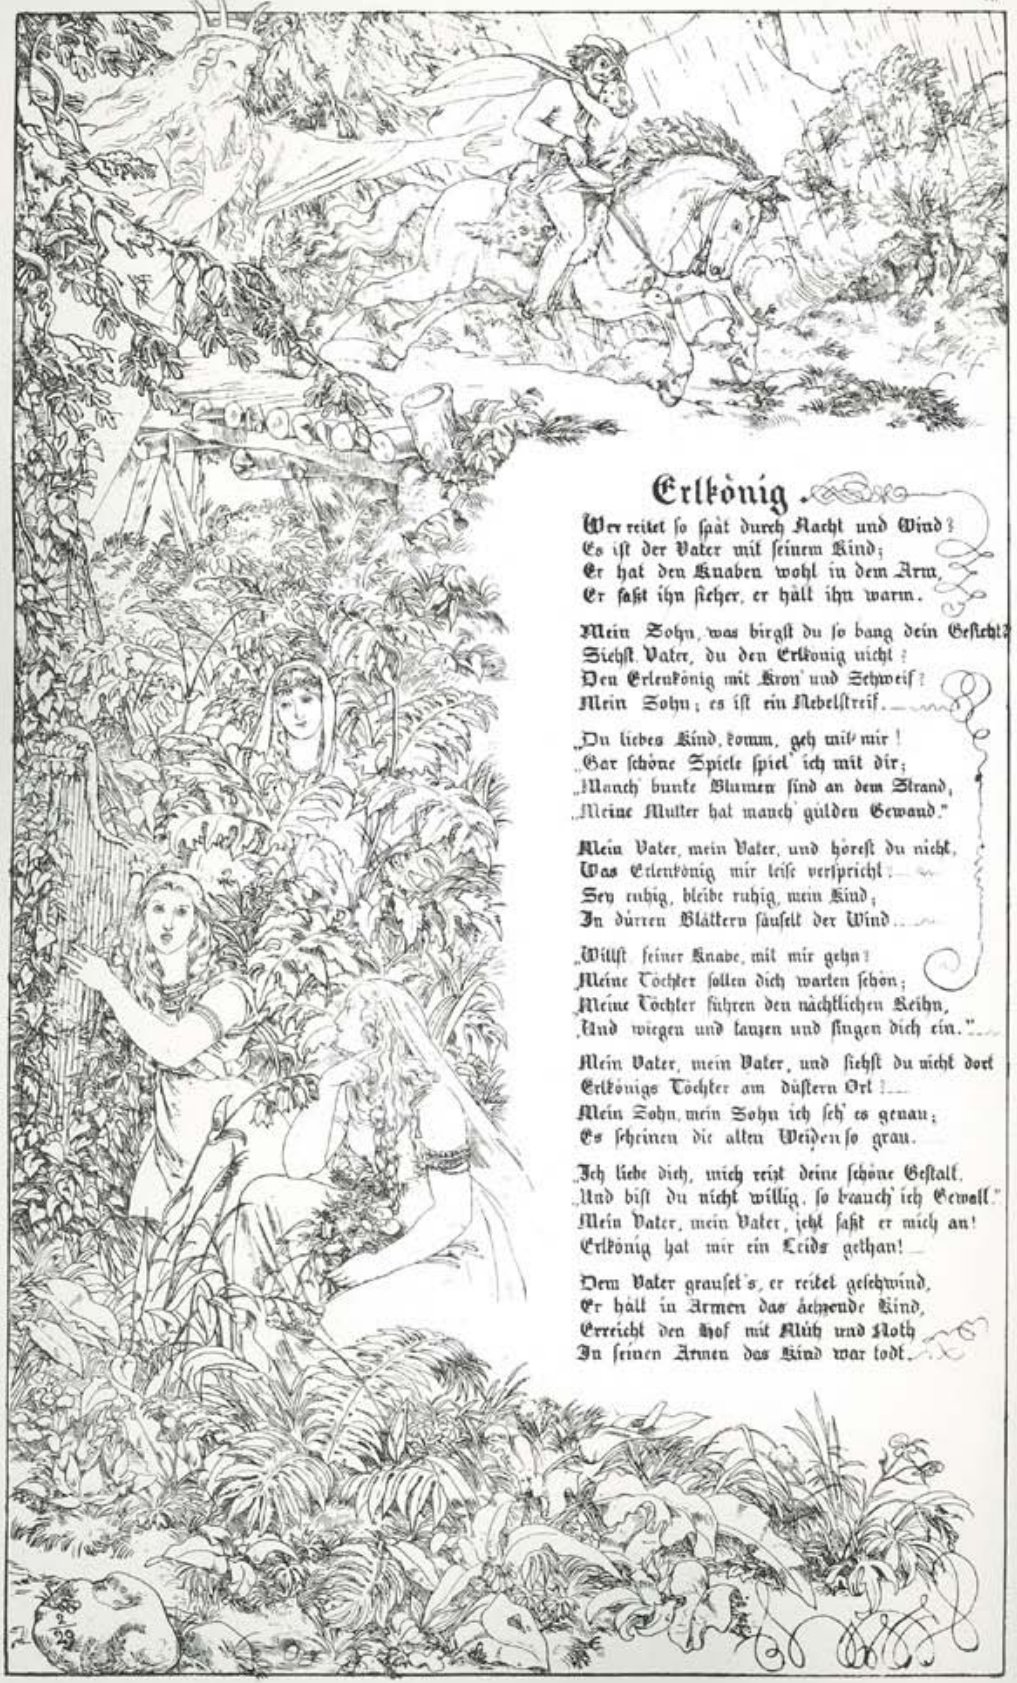 Erlkönig.
Wer reitet so spät durch Nacht und Wind?
Es ist der Vater mit seinem Kind;
Er hat den Knaben wohl in dem Arm,
Er faßt ihn sicher, er hält ihn warm.
Mein Sohn, was birgst du so bang dein Gesicht?
Siehst Vater, du den Erlkönig nicht?
Den Erlenkönig mit Kron' und Schweif?
Mein Sohn; es ist ein Nebelstreif.
„Du liebes Kind, komm, geh mit mir!
„Gar schöne Spiele spiel' ich mit dir;
„Manch' bunte Blumen sind an dem Strand,
„Meine Mutter hat manch' gülden Gewand."
Mein Vater, mein Vater, und hörest du nicht,
Was Erlenkönig mir leise verspricht?
Sey ruhig, bleibe ruhig, mein Kind;
In dürren Blättern säuselt der Wind.
„Willst feiner Knabe, mit mir gehn?
„Meine Töchter sollen dich warten schön;
„Meine Töchter führen den nächtlichen Reihn,
„Und wiegen und tanzen und singen dich ein."
Mein Vater, mein Vater, und siehst du nicht dort
Erlkönigs Töchter am düstern Ort?
Mein Sohn, mein Sohn ich seh' es genau;
Es scheinen die alten Weiden so grau.
„Ich liebe dich, mich reizt deine schöne Gestalt,
„Und bist du nicht willig, so brauch' ich Gewalt."
Mein Vater, mein Vater, jetzt faßt er mich an!
Erlkönig hat mir ein Leids gethan!
Dem Vater grauset's, er reitet geschwind,
Er hält in Armen das ächzende Kind,
Erreicht den Hof mit Müh und Noth
In seinen Armen das Kind war todt.
29